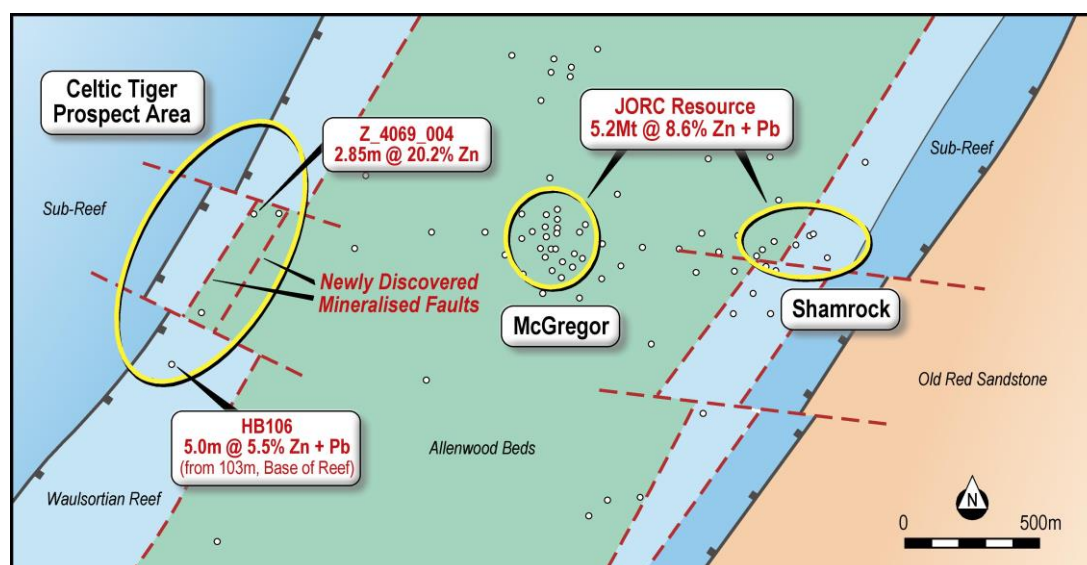 Celtic Tiger
Prospect Area
Z_4069_004
2.85m @ 20.2% Zn
JORC Resource
5.2Mt @ 8.6% Zn + Pb
Sub-Reef
Sub-Reef
Newly Discovered
Mineralised Faults
McGregor
Shamrock
Old Red Sandstone
HB106
5.0m @ 5.5% Zn + Pb
(from 103m, Base of Reef)
Allenwood Beds
Waulsortian Reef
N
0 500m